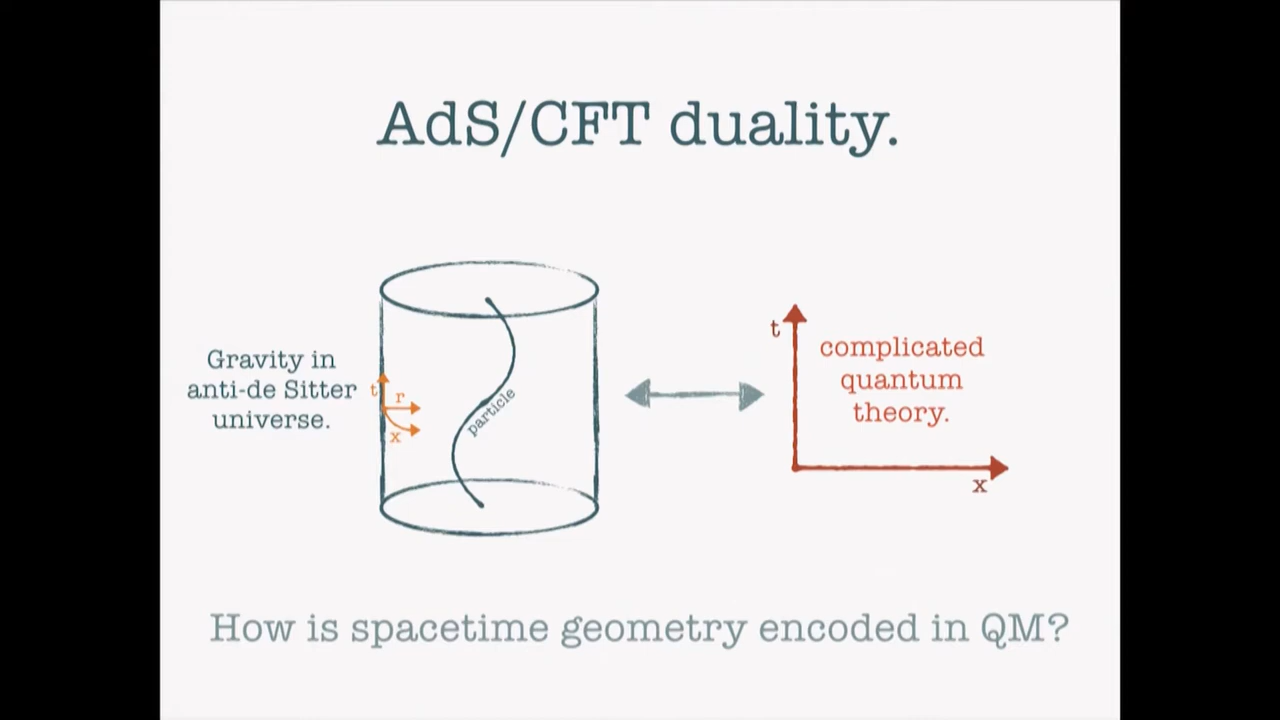 AdS/CFT duality.
Gravity in
anti-de Sitter
universe.
t
r
x
particle
t
complicated
quantum
theory.
x
How is spacetime geometry encoded in QM?